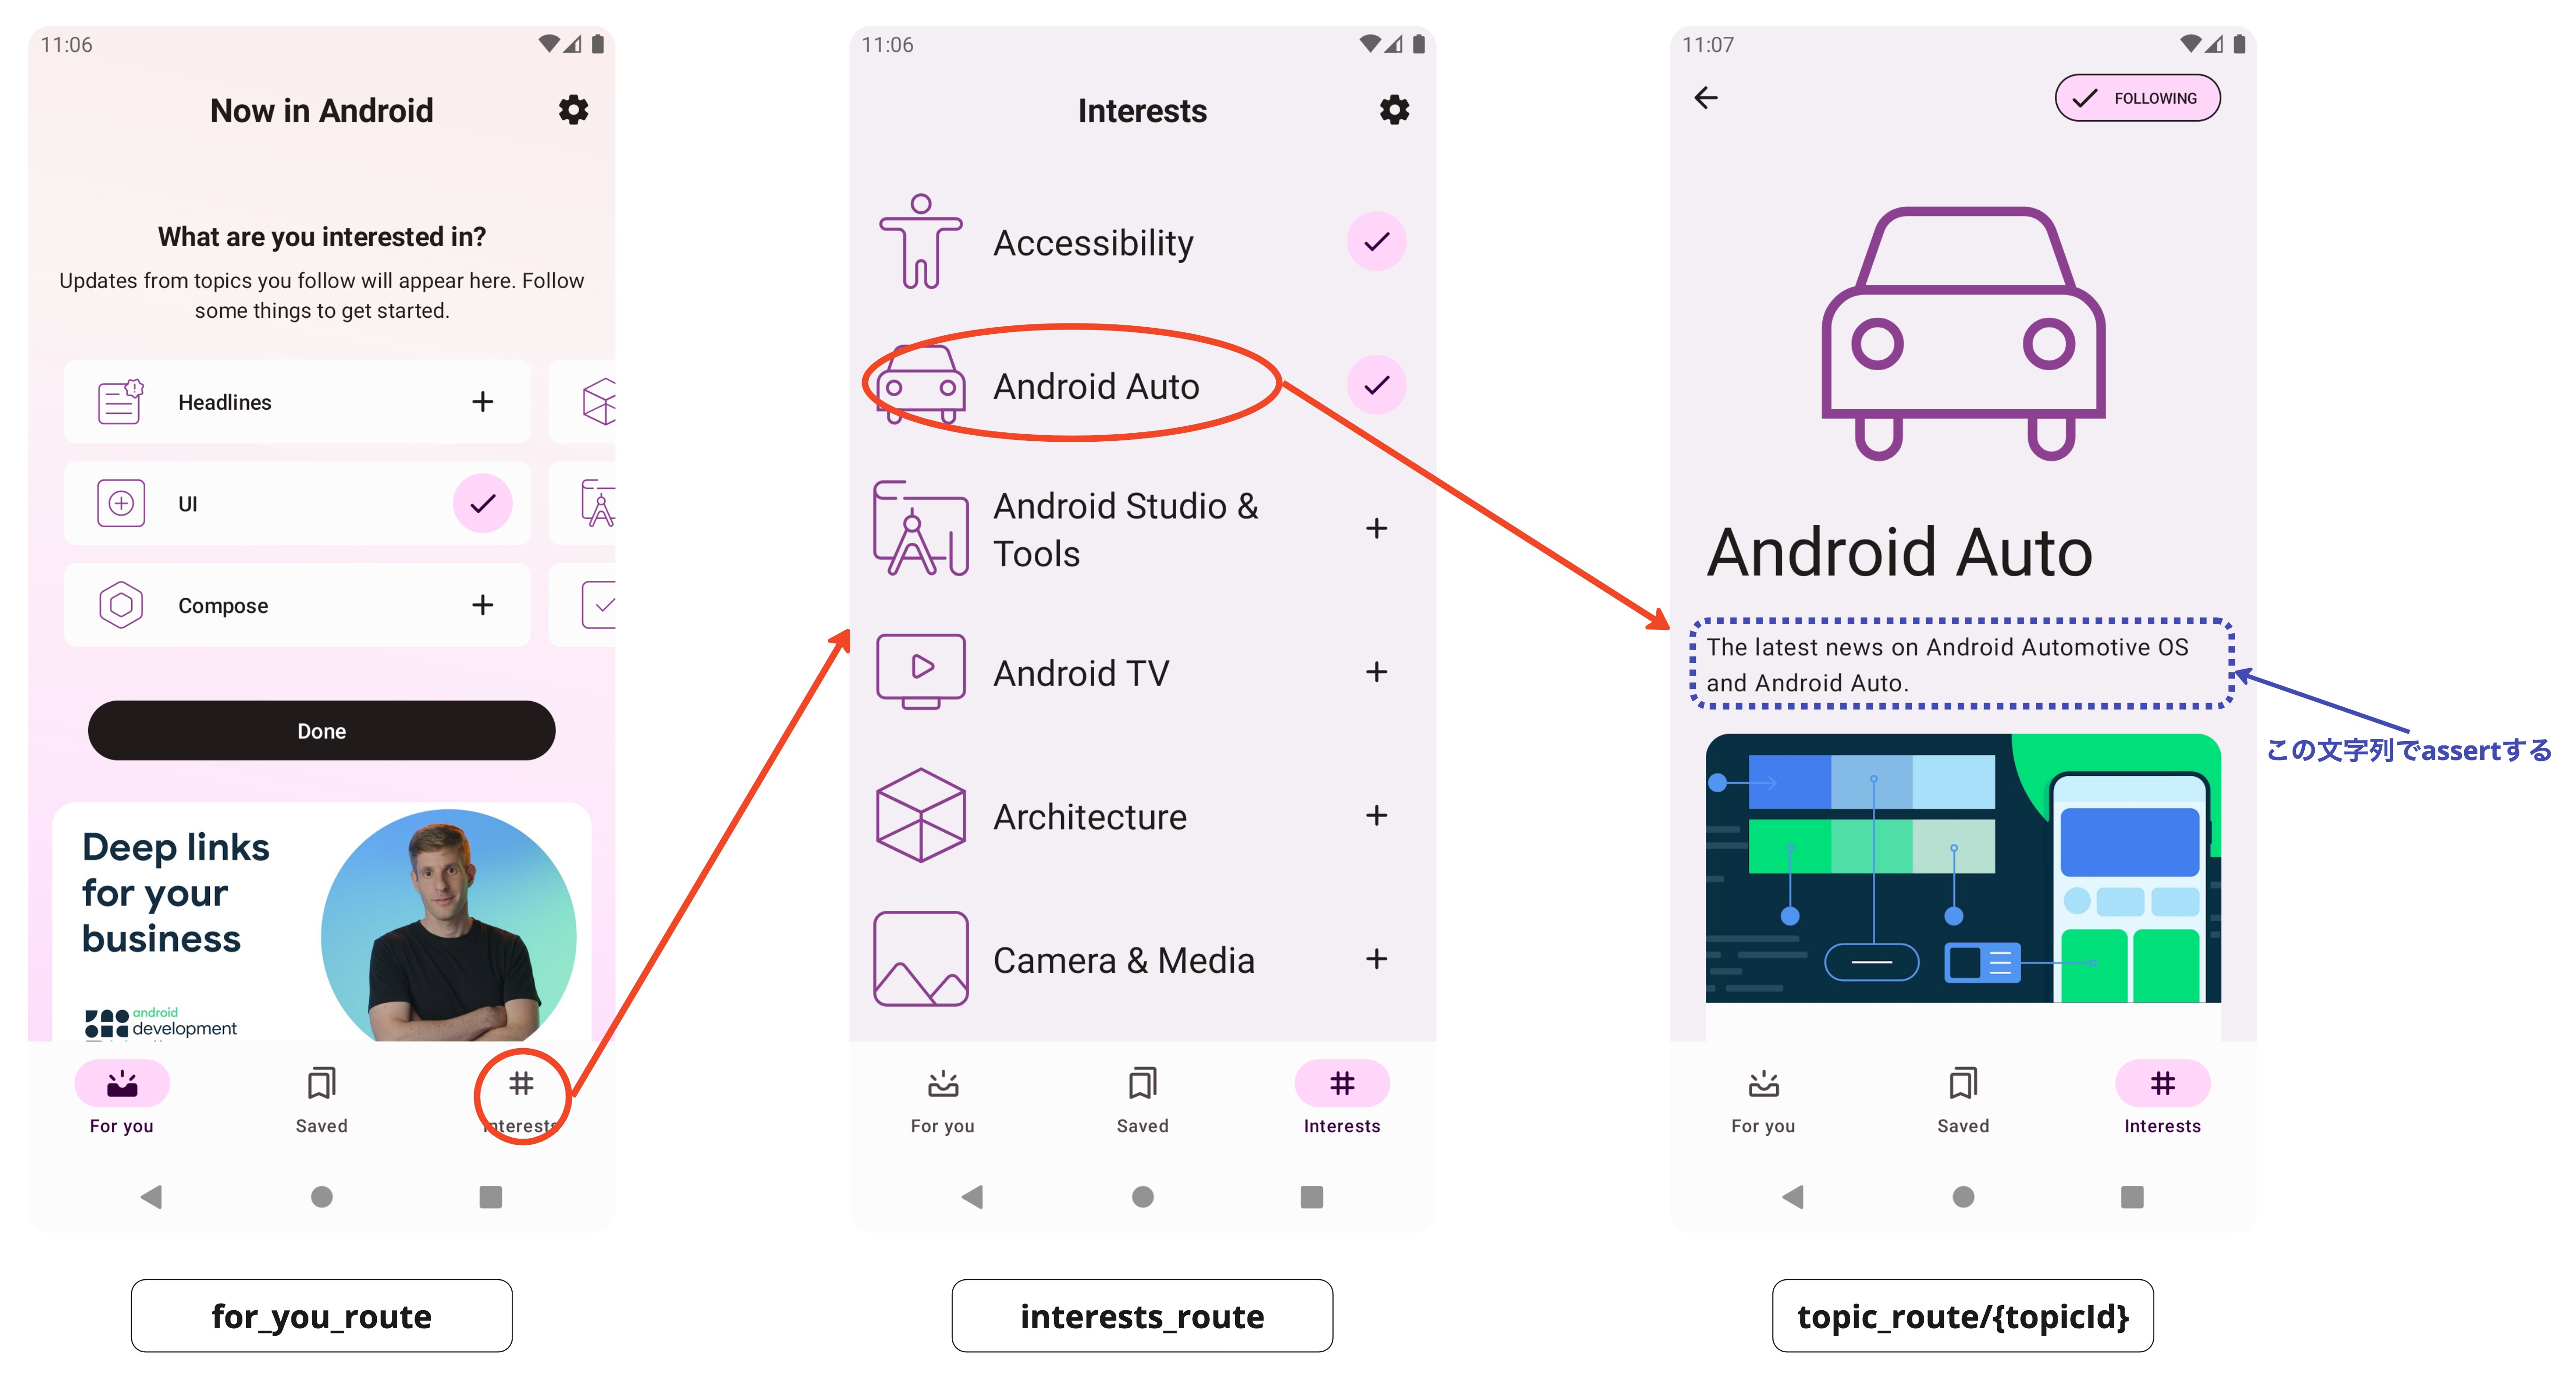 11:06
Now in Android
What are you interested in?
Updates from topics you follow will appear here. Follow
some things to get started.
Headlines
UI
Compose
Done
Deep links
for your
business
android
development
For you
Saved
Interests
for_you_route
11:06
Interests
Accessibility
Android Auto
Android Studio &
Tools
Android TV
Architecture
Camera & Media
For you
Saved
Interests
interests_route
11:07
FOLLOWING
Android Auto
The latest news on Android Automotive OS
and Android Auto.
For you
Saved
Interests
topic_route/{topicId}
この文字列でassertする